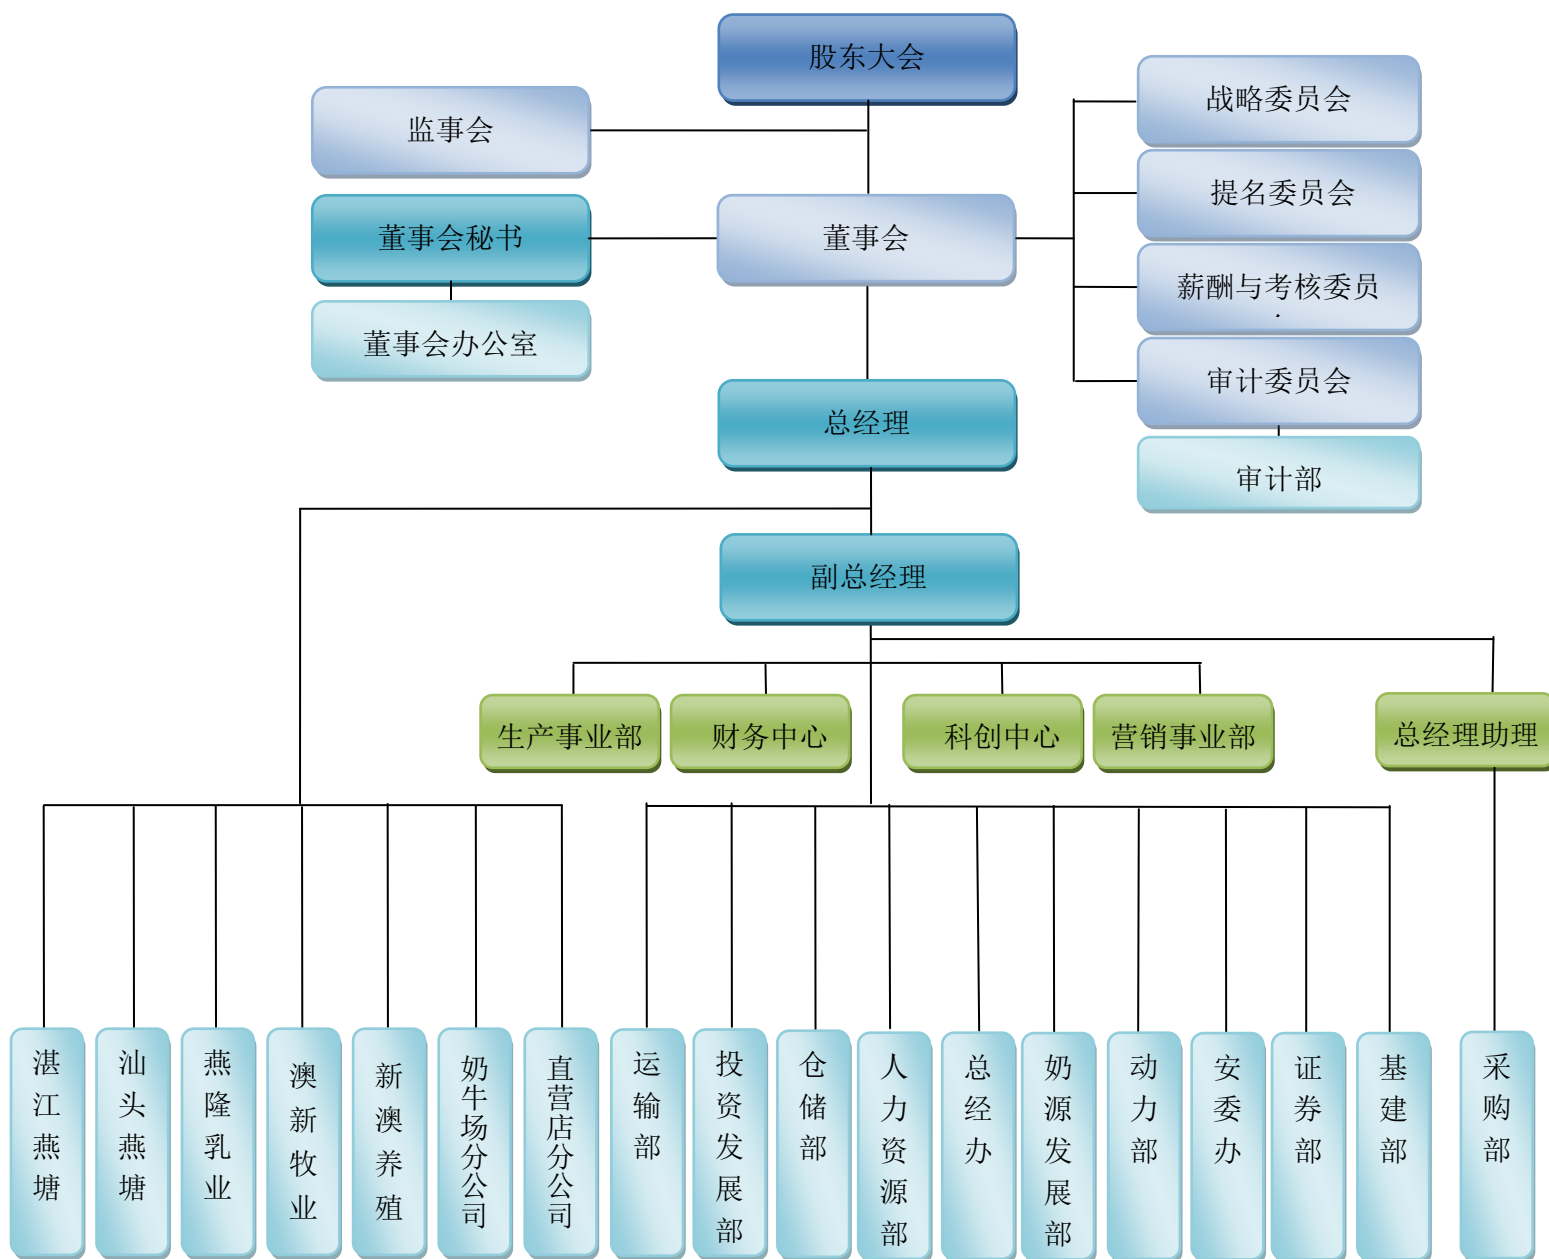 股东大会
监事会
战略委员会
提名委员会
董事会秘书
董事会
薪酬与考核委员
董事会办公室
审计委员会
总经理
审计部
副总经理
生产事业部
财务中心
科创中心
营销事业部
总经理助理
湛江燕塘
汕头燕塘
燕隆乳业
澳新牧业
新澳养殖
奶牛场分公司
直营店分公司
运输部
投资发展部
仓储部
人力资源部
总经办
奶源发展部
动力部
安委办
证券部
基建部
采购部